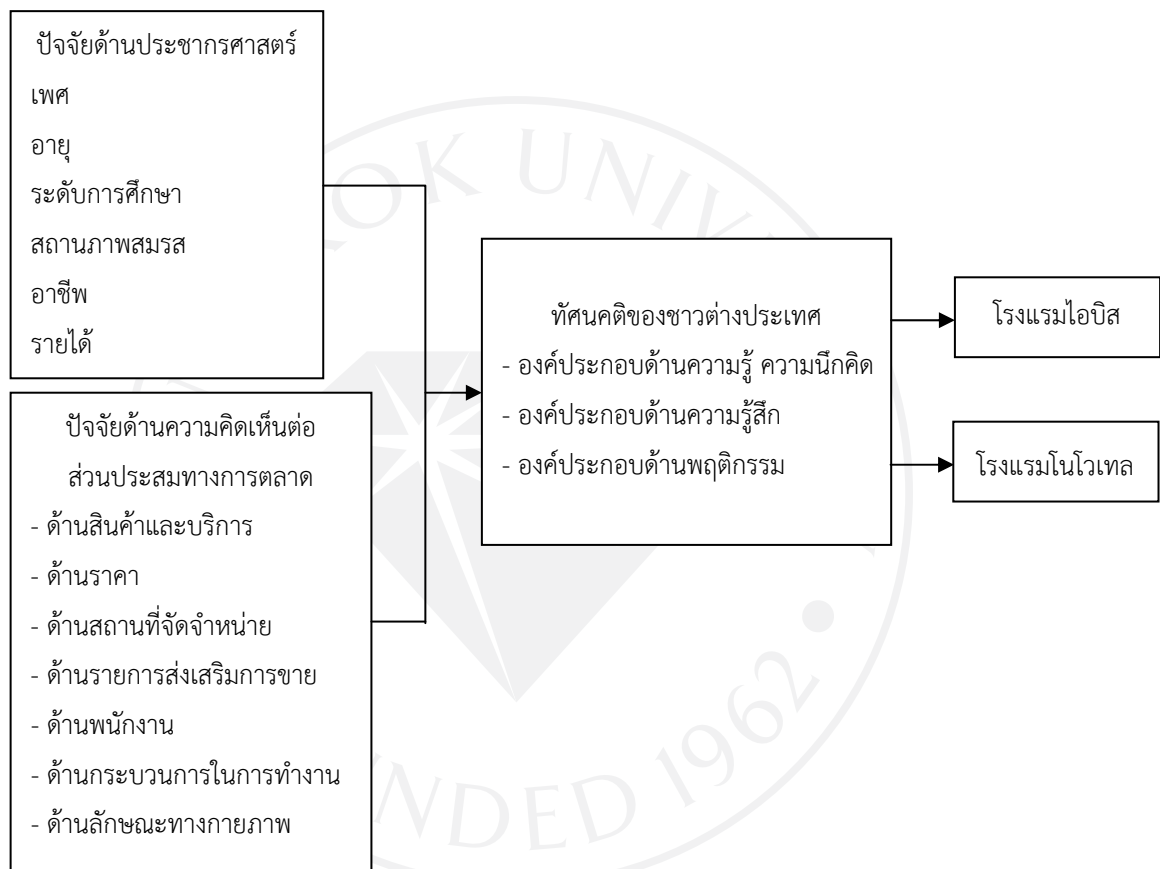 ปัจจัยด้านประชากรศาสตร์
เพศ
อายุ
ระดับการศึกษา
สถานภาพสมรส
อาชีพ
รายได้
ปัจจัยด้านความคิดเห็นต่อ
ส่วนประสมทางการตลาด
- ด้านสินค้าและบริการ
- ด้านราคา
- ด้านสถานที่จัดจำหน่าย
- ด้านรายการส่งเสริมการขาย
- ด้านพนักงาน
- ด้านกระบวนการในการทำงาน
- ด้านลักษณะทางกายภาพ
ทัศนคติของชาวต่างประเทศ
- องค์ประกอบด้านความรู้ ความนึกคิด
- องค์ประกอบด้านความรู้สึก
- องค์ประกอบด้านพฤติกรรม
โรงแรมไอบิส
โรงแรมโนโวเทล
1962